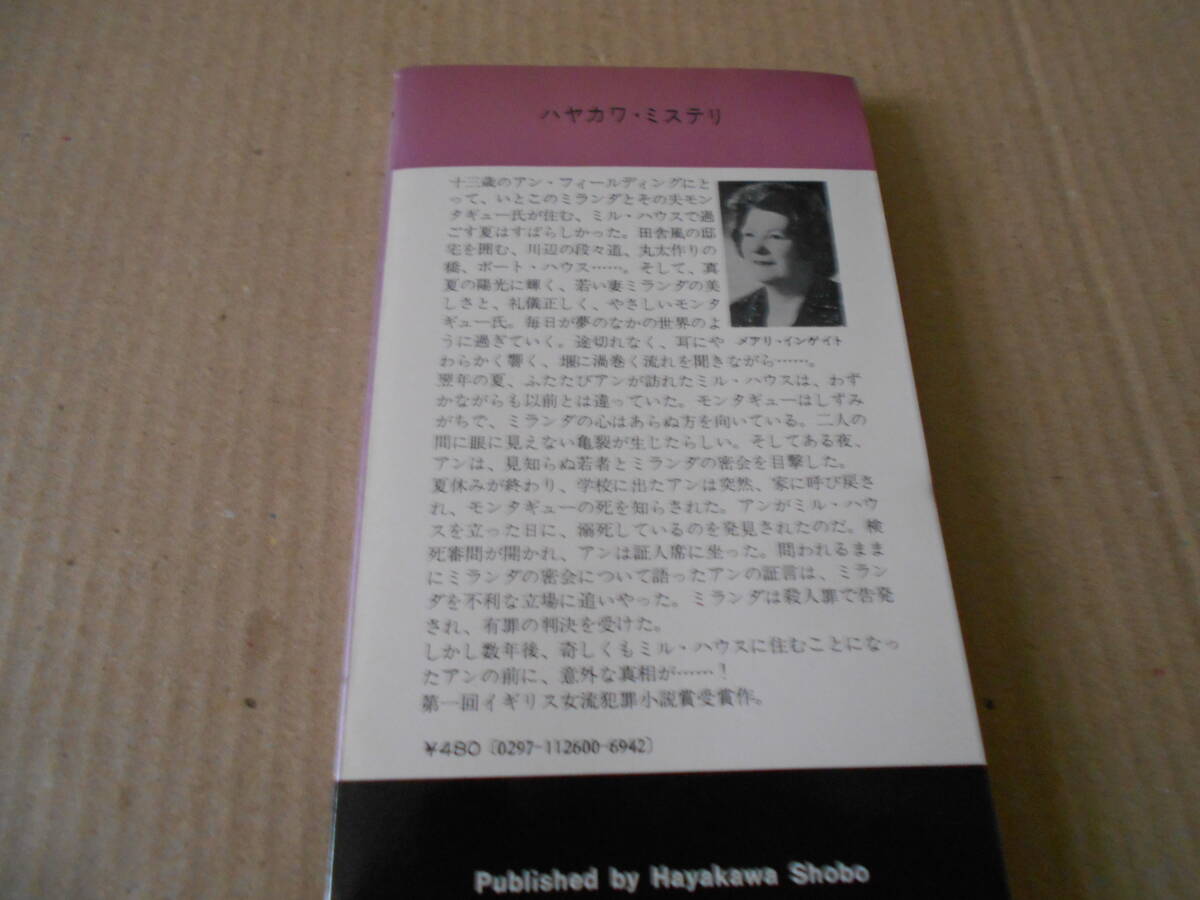 ハヤカワ・ミステリ
十三歳のアン・フィールディングにと
って、いとこのミランダとその夫モン
タギュー氏が住む、ミル・ハウスで過
ごす夏はすばらしかった。田舎風の邸
宅を囲む、川辺の段々道、丸太作りの
橋、ボート・ハウス……。そして、真
夏の陽光に輝く、若い妻ミランダの美
しさと、礼儀正しく、やさしいモンタ
ギュー氏。毎日が夢のなかの世界のよ
うに過ぎていく。途切れなく、耳にや
わらかく響く、堰に渦巻く流れを聞きながら……。
メアリ・インゲイト
翌年の夏、ふたたびアンが訪れたミル・ハウスは、わず
かながらも以前とは違っていた。モンタギューはしずみ
がちで、ミランダの心はあらぬ方を向いている。二人の
間に眼に見えない亀裂が生じたらしい。そしてある夜、
アンは、見知らぬ若者とミランダの密会を目撃した。
夏休みが終わり、学校に出たアンは突然、家に呼び戻さ
れ、モンタギューの死を知らされた。アンがミル・ハウ
スを立った日に、溺死しているのを発見されたのだ。検
死審問が開かれ、アンは証人席に坐った。問われるまま
にミランダの密会について語ったアンの証言は、ミラン
ダを不利な立場に追いやった。ミランダは殺人罪で告発
され、有罪の判決を受けた。
しかし数年後、奇しくもミル・ハウスに住むことになっ
たアンの前に、意外な真相が……！
第一回イギリス女流犯罪小説賞受賞作。
¥480〔0297-112600-6942〕
Published by Hayakawa Shobo